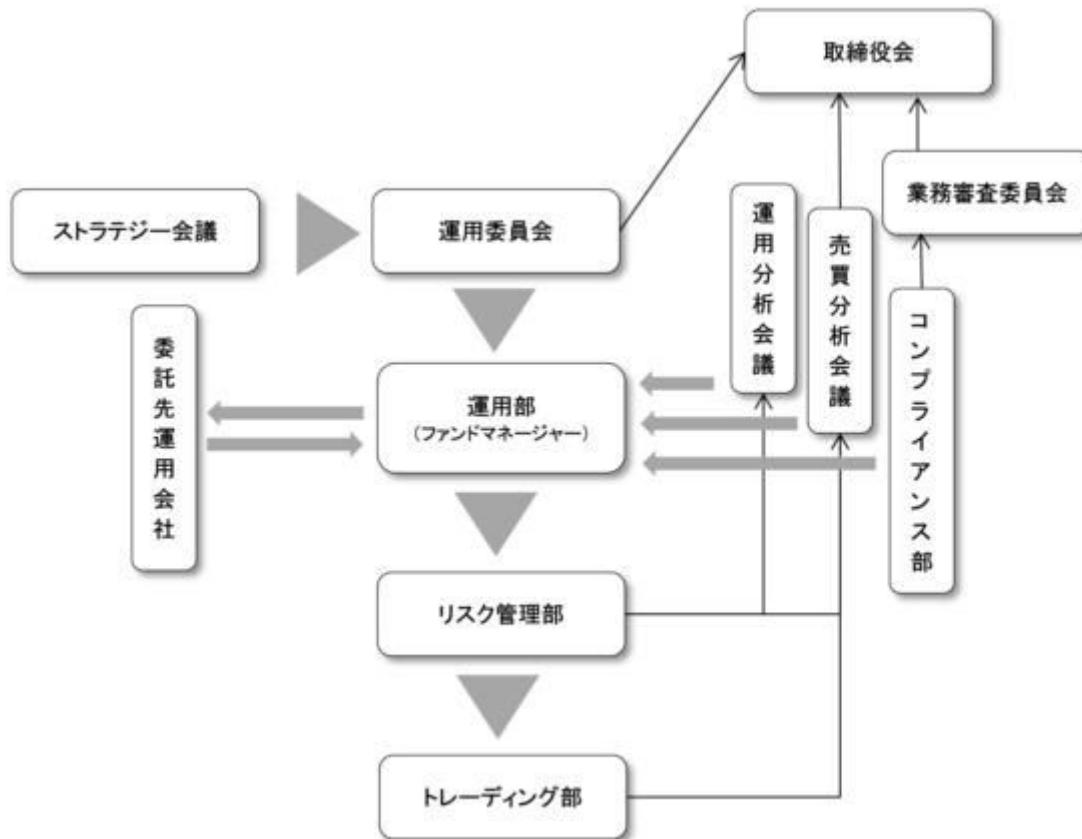 取締役会
業務審査委員会
ストラテジー会議
運用委員会
運用分析会議
売買分析会議
コンプライアンス部
委託先運用会社
運用部
(ファンドマネージャー)
リスク管理部
トレーディング部